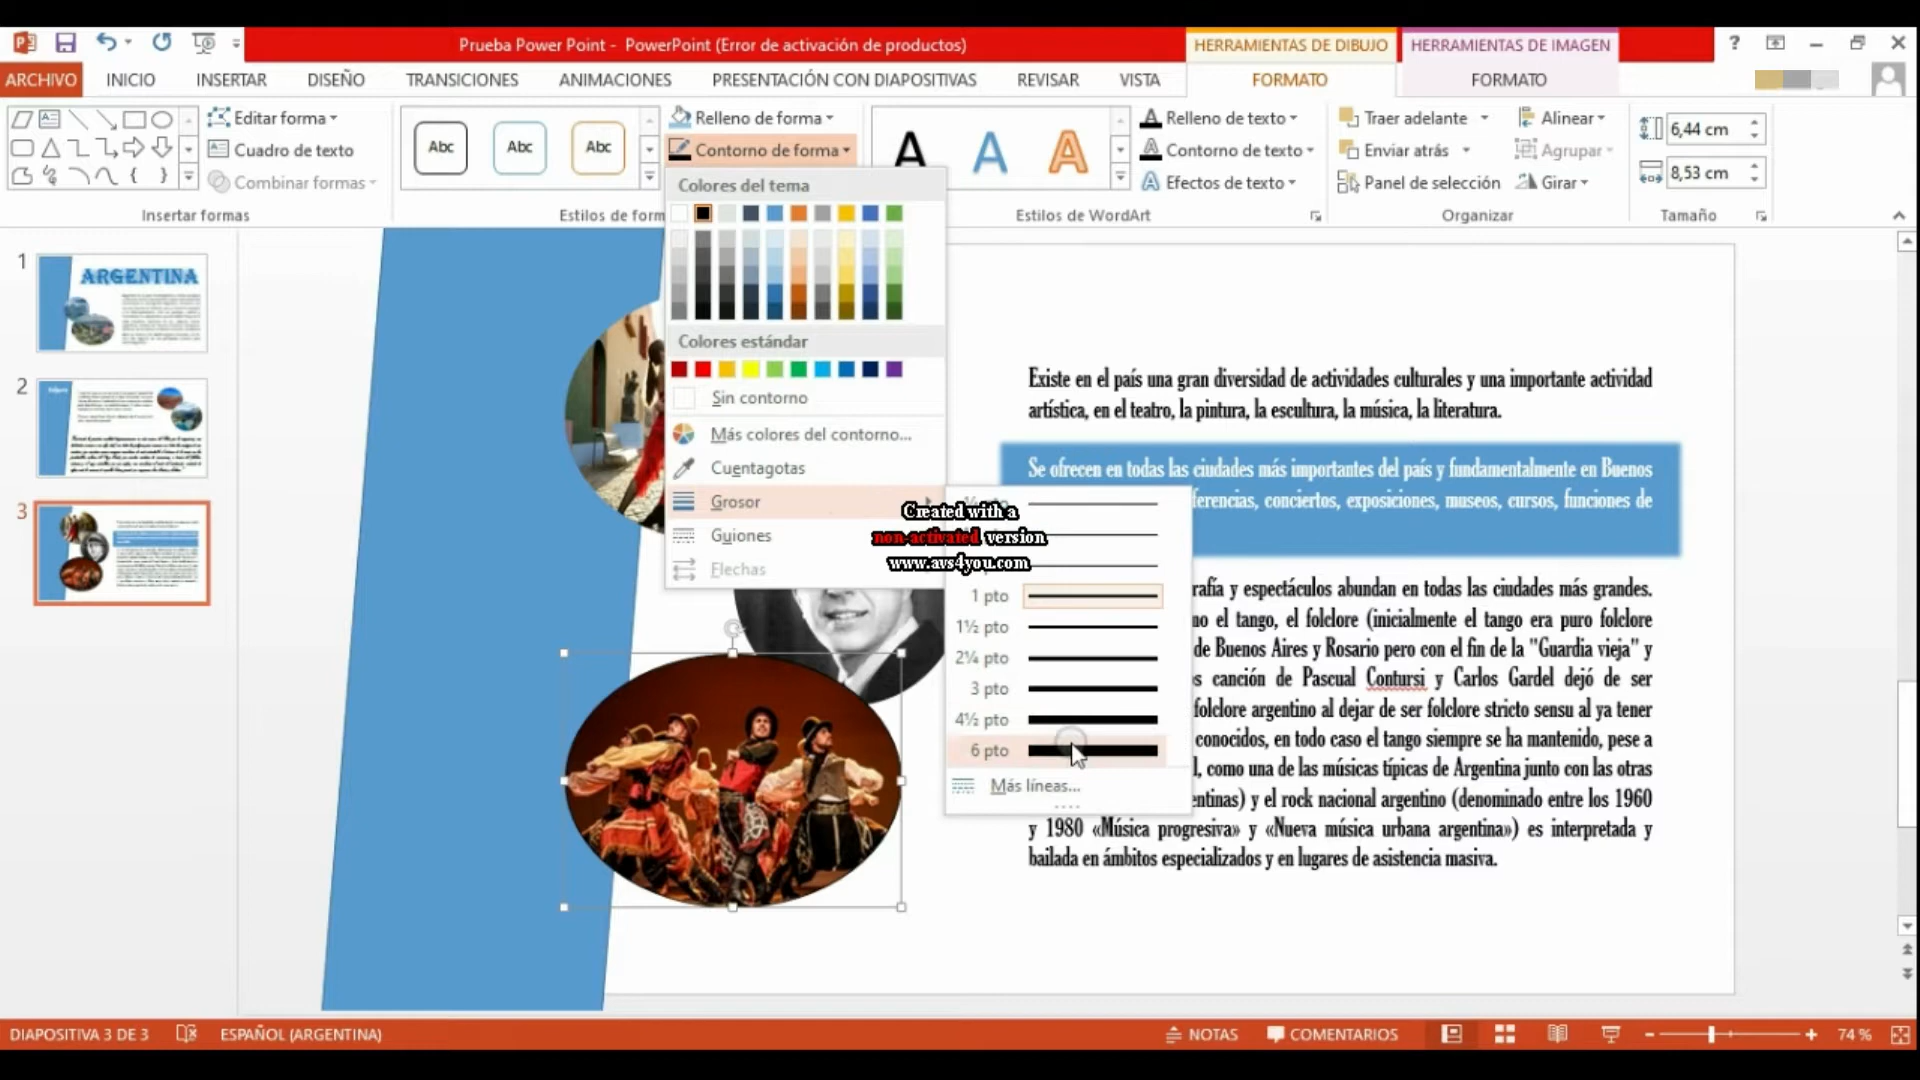 Prueba Power Point - PowerPoint (Error de activación de productos)
HERRAMIENTAS DE DIBUJO
HERRAMIENTAS DE IMAGEN
?
ARCHIVO
INICIO
INSERTAR
DISEÑO
TRANSICIONES
ANIMACIONES
PRESENTACIÓN CON DIAPOSITIVAS
REVISAR
VISTA
FORMATO
FORMATO
Editar forma
Cuadro de texto
Combinar formas
Insertar formas
Abc
Abc
Abc
Relleno de forma
Contorno de forma
A
A
A
Relleno de texto
Contorno de texto
Efectos de texto
Estilos de WordArt
Traer adelante
Enviar atrás
Panel de selección
Alinear
Agrupar
Girar
Organizar
6,44 cm
8,53 cm
Tamaño
Estilos de form
Colores del tema
Colores estándar
Sin contorno
Más colores del contorno...
Cuentagotas
Grosor
Guiones
Flechas
1 pto
1½ pto
2¼ pto
3 pto
4½ pto
6 pto
Más líneas...
Created with a
non-activated version
www.avs4you.com
1
ARGENTINA
2
3
Existe en el país una gran diversidad de actividades culturales y una importante actividad
artística, en el teatro, la pintura, la escultura, la música, la literatura.
Se ofrecen en todas las ciudades más importantes del país y fundamentalmente en Buenos
ferencias, conciertos, exposiciones, museos, cursos, funciones de
rafía y espectáculos abundan en todas las ciudades más grandes.
no el tango, el folclore (inicialmente el tango era puro folclore
de Buenos Aires y Rosario pero con el fin de la "Guardia vieja" y
s canción de Pascual Contursi y Carlos Gardel dejó de ser
folclore argentino al dejar de ser folclore stricto sensu al ya tener
conocidos, en todo caso el tango siempre se ha mantenido, pese a
l, como una de las músicas típicas de Argentina junto con las otras
entinas) y el rock nacional argentino (denominado entre los 1960
y 1980 «Música progresiva» y «Nueva música urbana argentina») es interpretada y
bailada en ámbitos especializados y en lugares de asistencia masiva.
DIAPOSITIVA 3 DE 3
ESPAÑOL (ARGENTINA)
NOTAS
COMENTARIOS
74 %